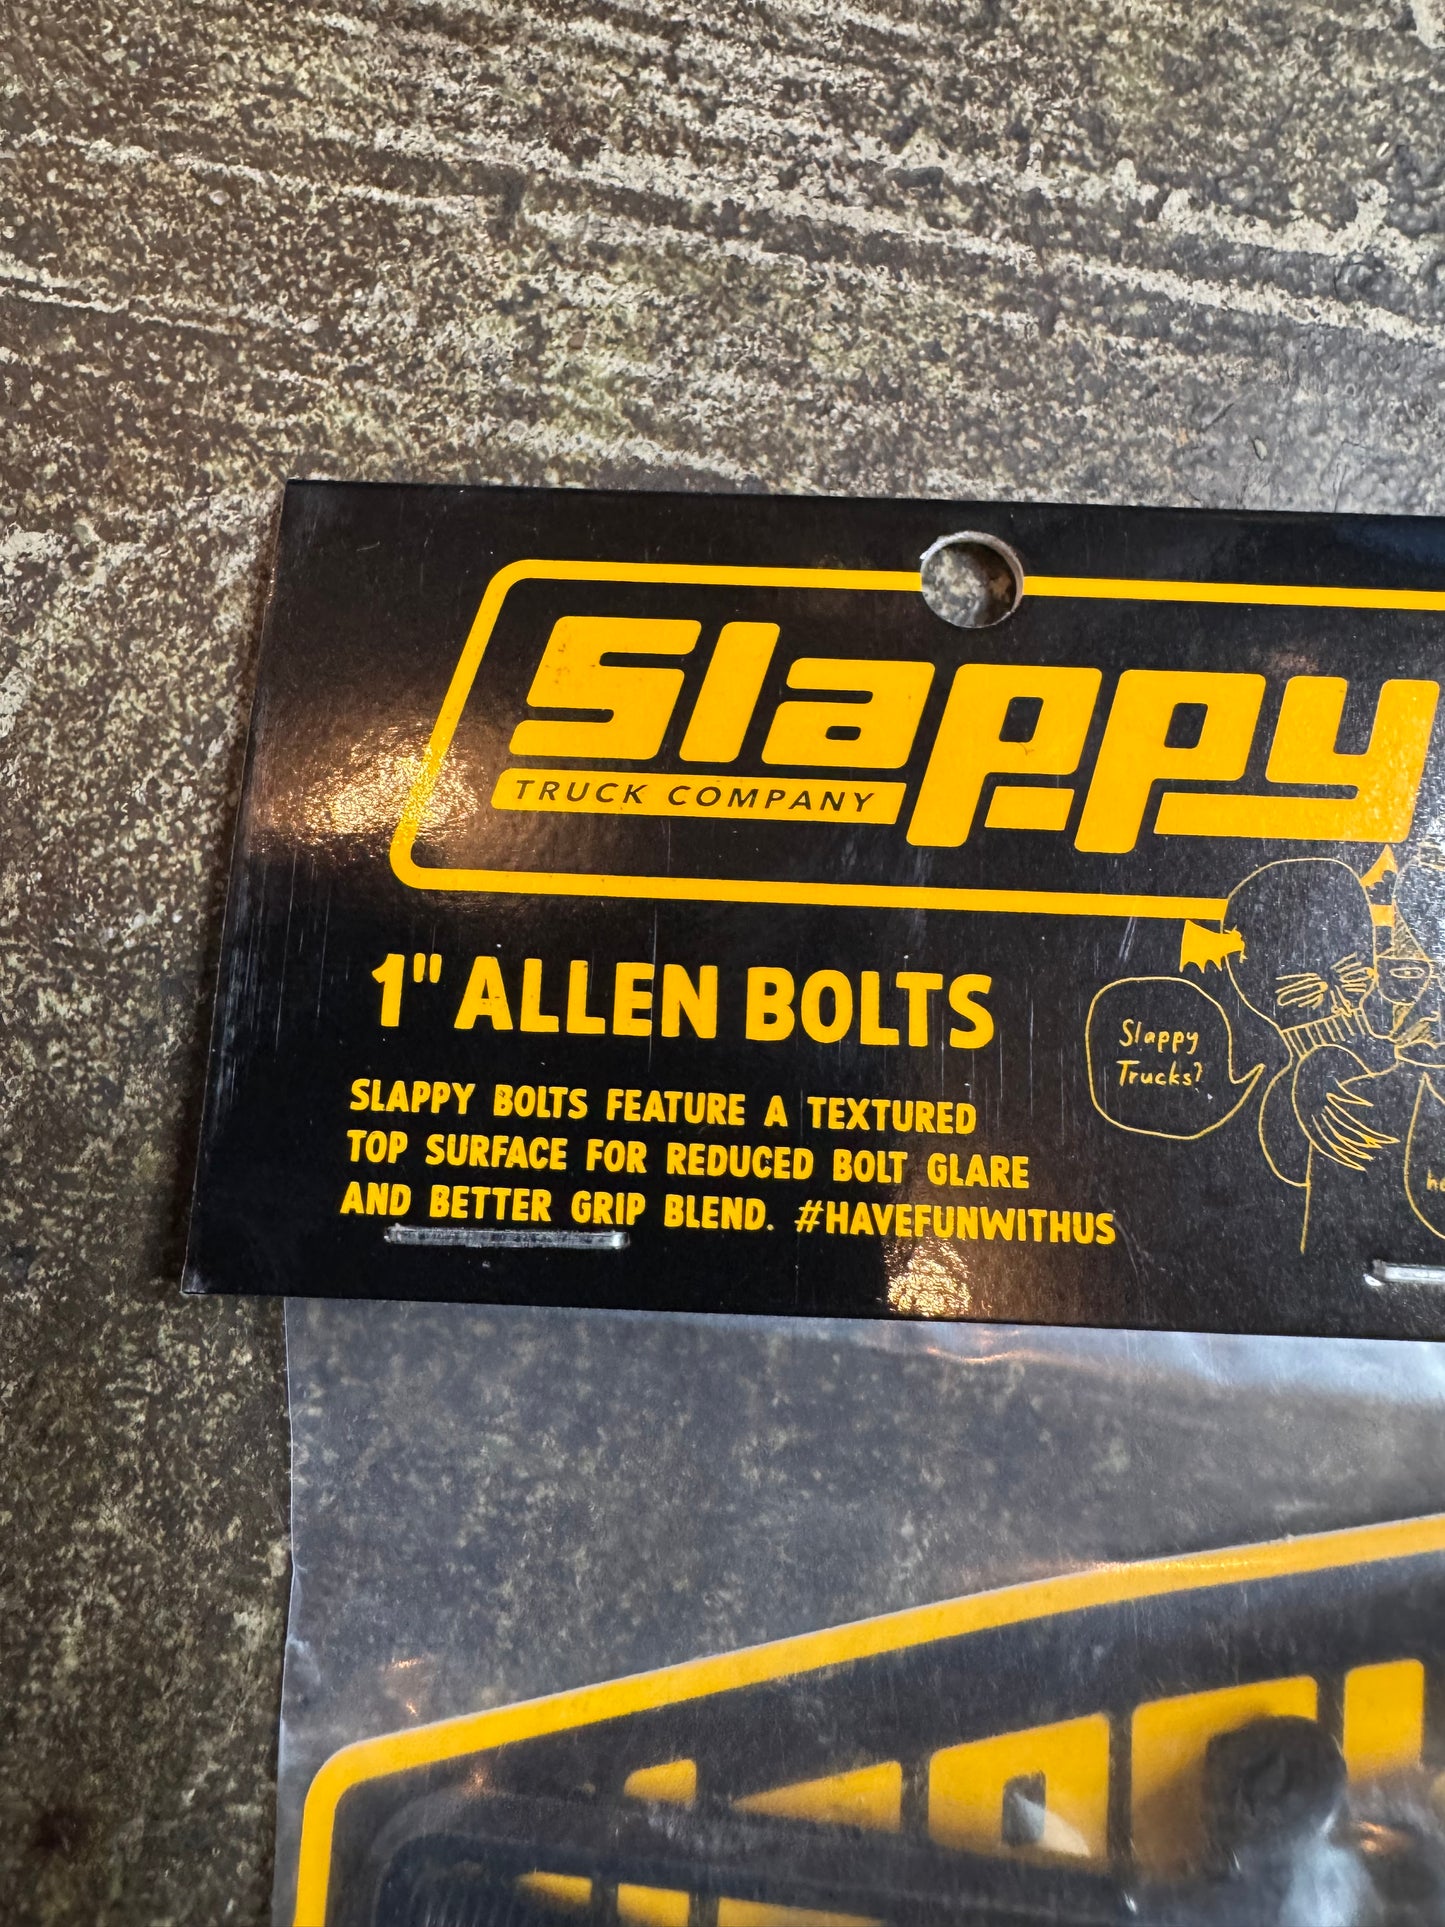 Slappy
TRUCK COMPANY
1" ALLEN BOLTS
SLAPPY BOLTS FEATURE A TEXTURED
TOP SURFACE FOR REDUCED BOLT GLARE
AND BETTER GRIP BLEND. #HAVEFUNWITHUS
Slappy
Trucks?